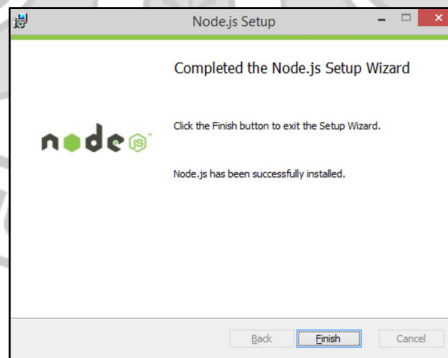 Node.js Setup
Completed the Node.js Setup Wizard
Click the Finish button to exit the Setup Wizard.
node JS
Node.js has been successfully installed.
Back Finish Cancel